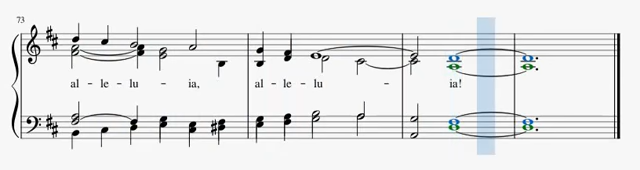 73
al - le - lu - ia, al - le - lu - ia!